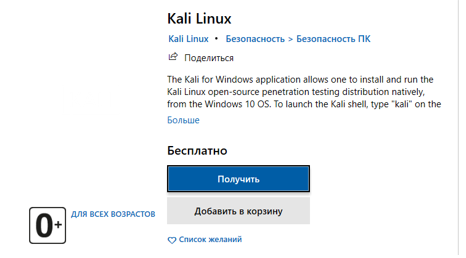 Kali Linux
Kali Linux • Безопасность > Безопасность ПК
Поделиться
The Kali for Windows application allows one to install and run the
Kali Linux open-source penetration testing distribution natively,
from the Windows 10 OS. To launch the Kali shell, type "kali" on the
Больше
Бесплатно
Получить
Добавить в корзину
0+ ДЛЯ ВСЕХ ВОЗРАСТОВ
Список желаний